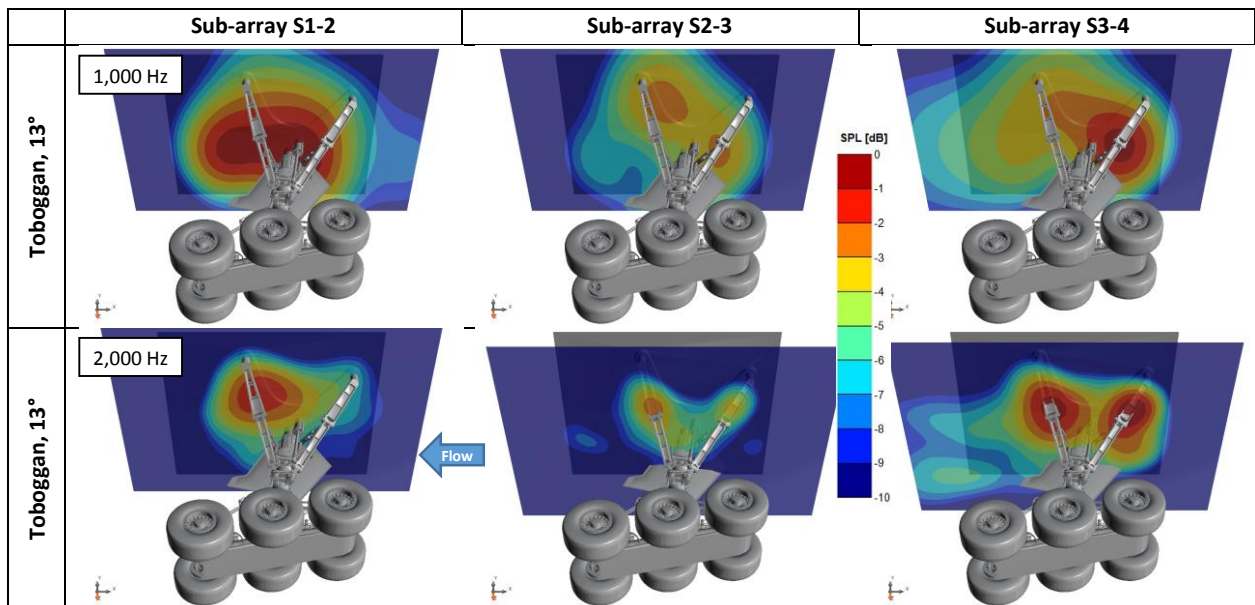 Sub-array S1-2
Sub-array S2-3
Sub-array S3-4
Toboggan, 13°
1,000 Hz
SPL [dB]
0
-1
-2
-3
-4
-5
-6
-7
-8
-9
-10
Toboggan, 13°
2,000 Hz
Flow